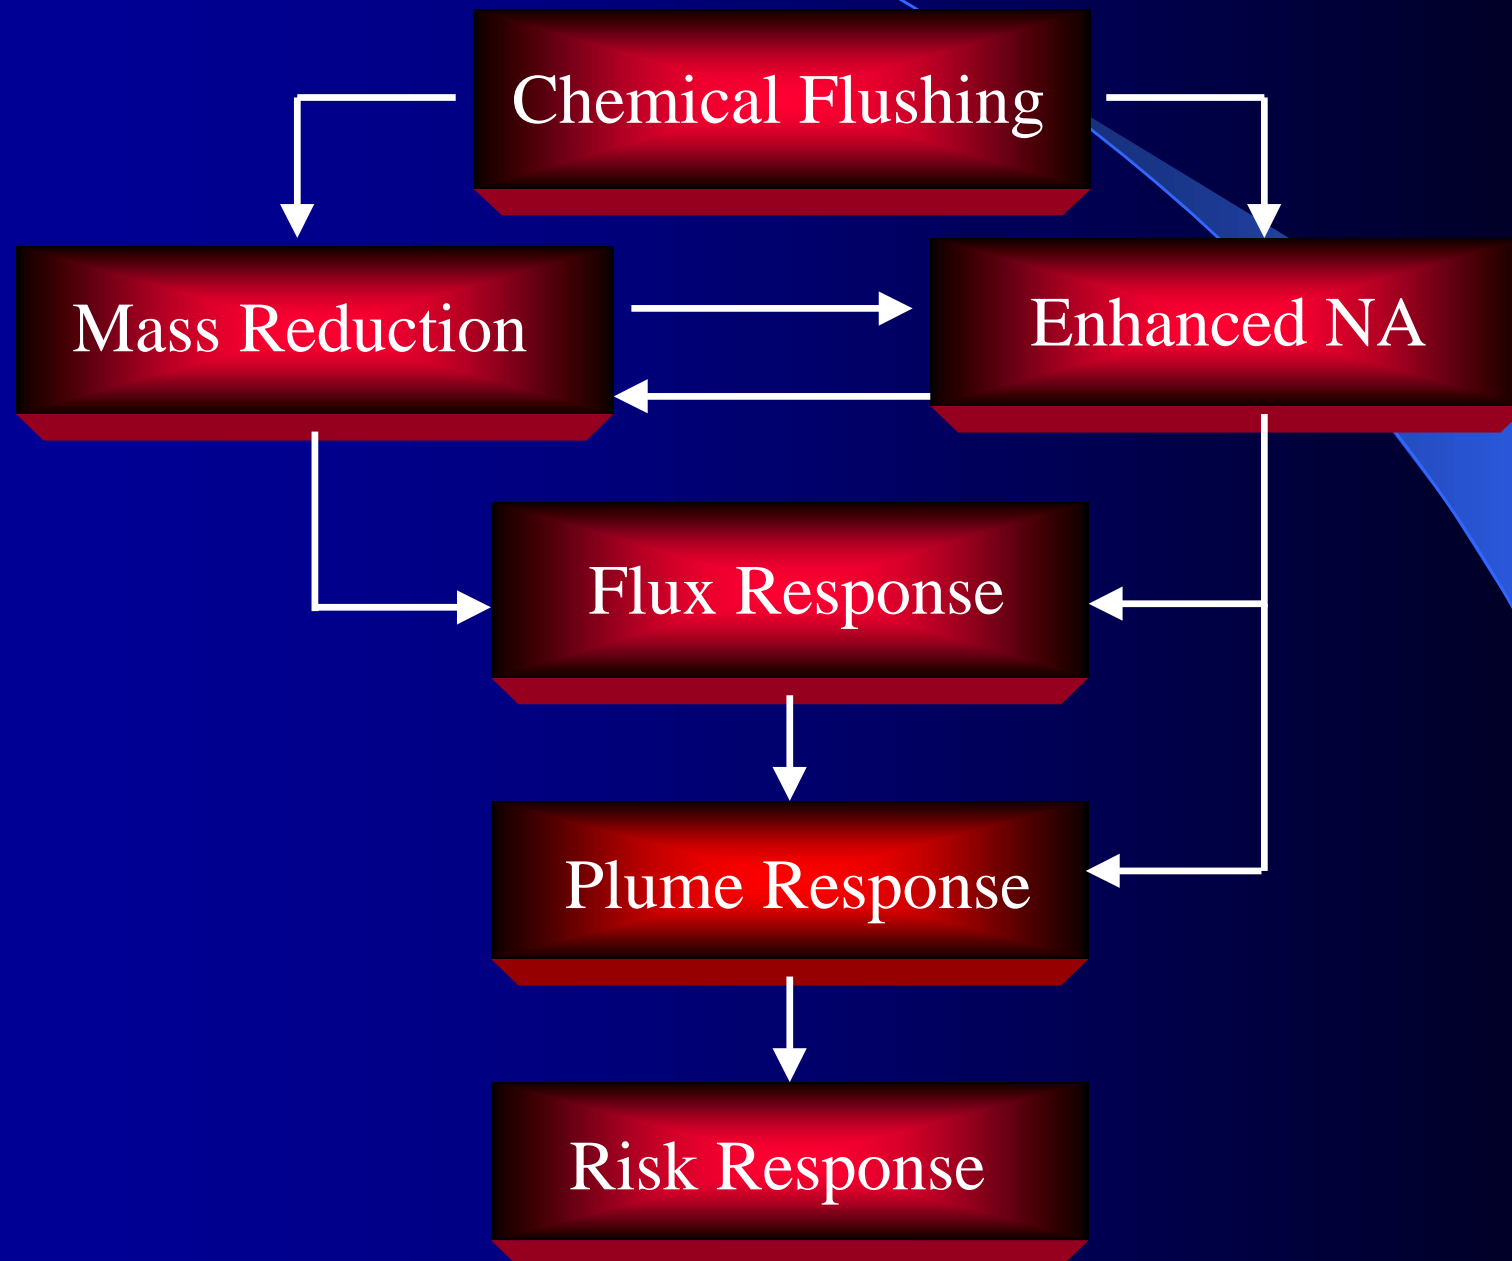 Chemical Flushing
Mass Reduction
Enhanced NA
Flux Response
Plume Response
Risk Response